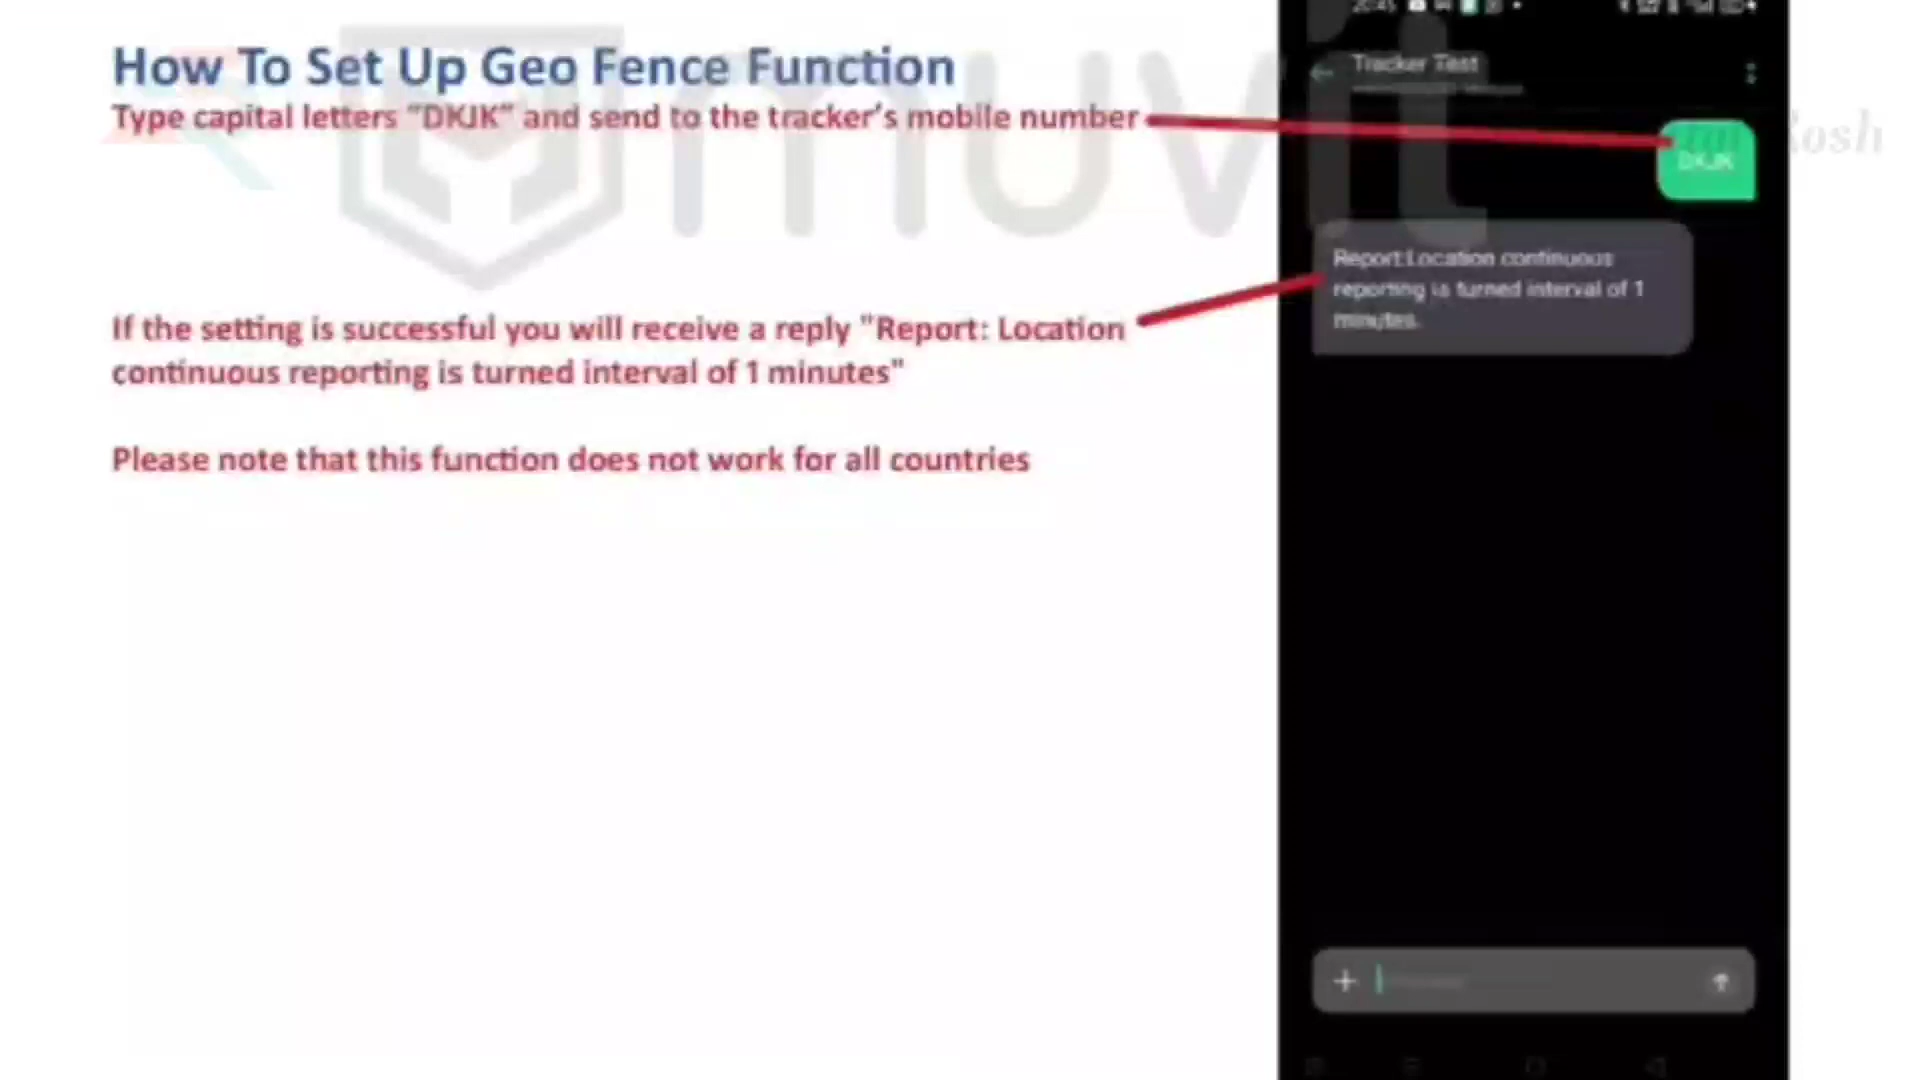 How To Set Up Geo Fence Function
Type capital letters “DKJK” and send to the tracker’s mobile number
If the setting is successful you will receive a reply "Report: Location
continuous reporting is turned interval of 1 minutes"
Please note that this function does not work for all countries
muvit
20:45
Tracker Test
DKJK
Report:Location continuous
reporting is turned interval of 1
minutes.